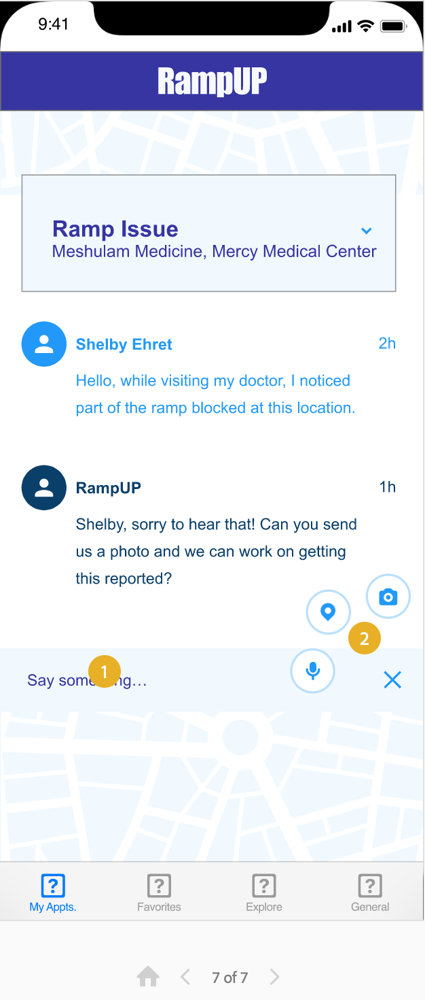 9:41
RampUP
Ramp Issue
Meshulam Medicine, Mercy Medical Center
Shelby Ehret 2h
Hello, while visiting my doctor, I noticed
part of the ramp blocked at this location.
RampUP 1h
Shelby, sorry to hear that! Can you send
us a photo and we can work on getting
this reported?
2
Say some ng…
1
? ? ? ?
My Appts. Favorites Explore General
7 of 7